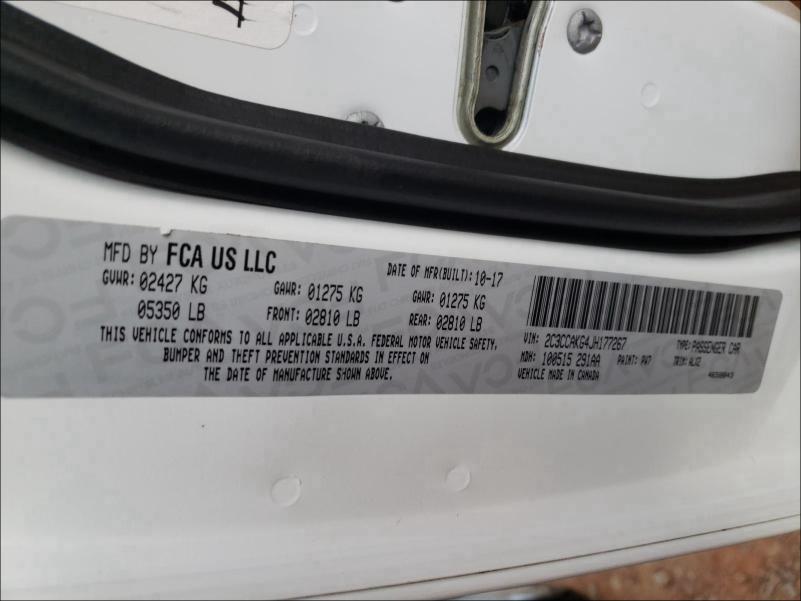 4
MFD BY FCA US LLC
DATE OF MFR(BUILT): 10-17
GVWR: 02427 KG
GAWR: 01275 KG
GAWR: 01275 KG
05350 LB
FRONT: 02810 LB
REAR: 02810 LB
THIS VEHICLE CONFORMS TO ALL APPLICABLE U.S.A. FEDERAL MOTOR VEHICLE SAFETY,
BUMPER AND THEFT PREVENTION STANDARDS IN EFFECT ON
THE DATE OF MANUFACTURE SHOWN ABOVE.
VIN: 2C3CCAKG4JH177267
TYPE: PASSENGER CAR
MDH: 100515 291AA
PAINT: PW7
TRIM: ALX2
VEHICLE MADE IN CANADA